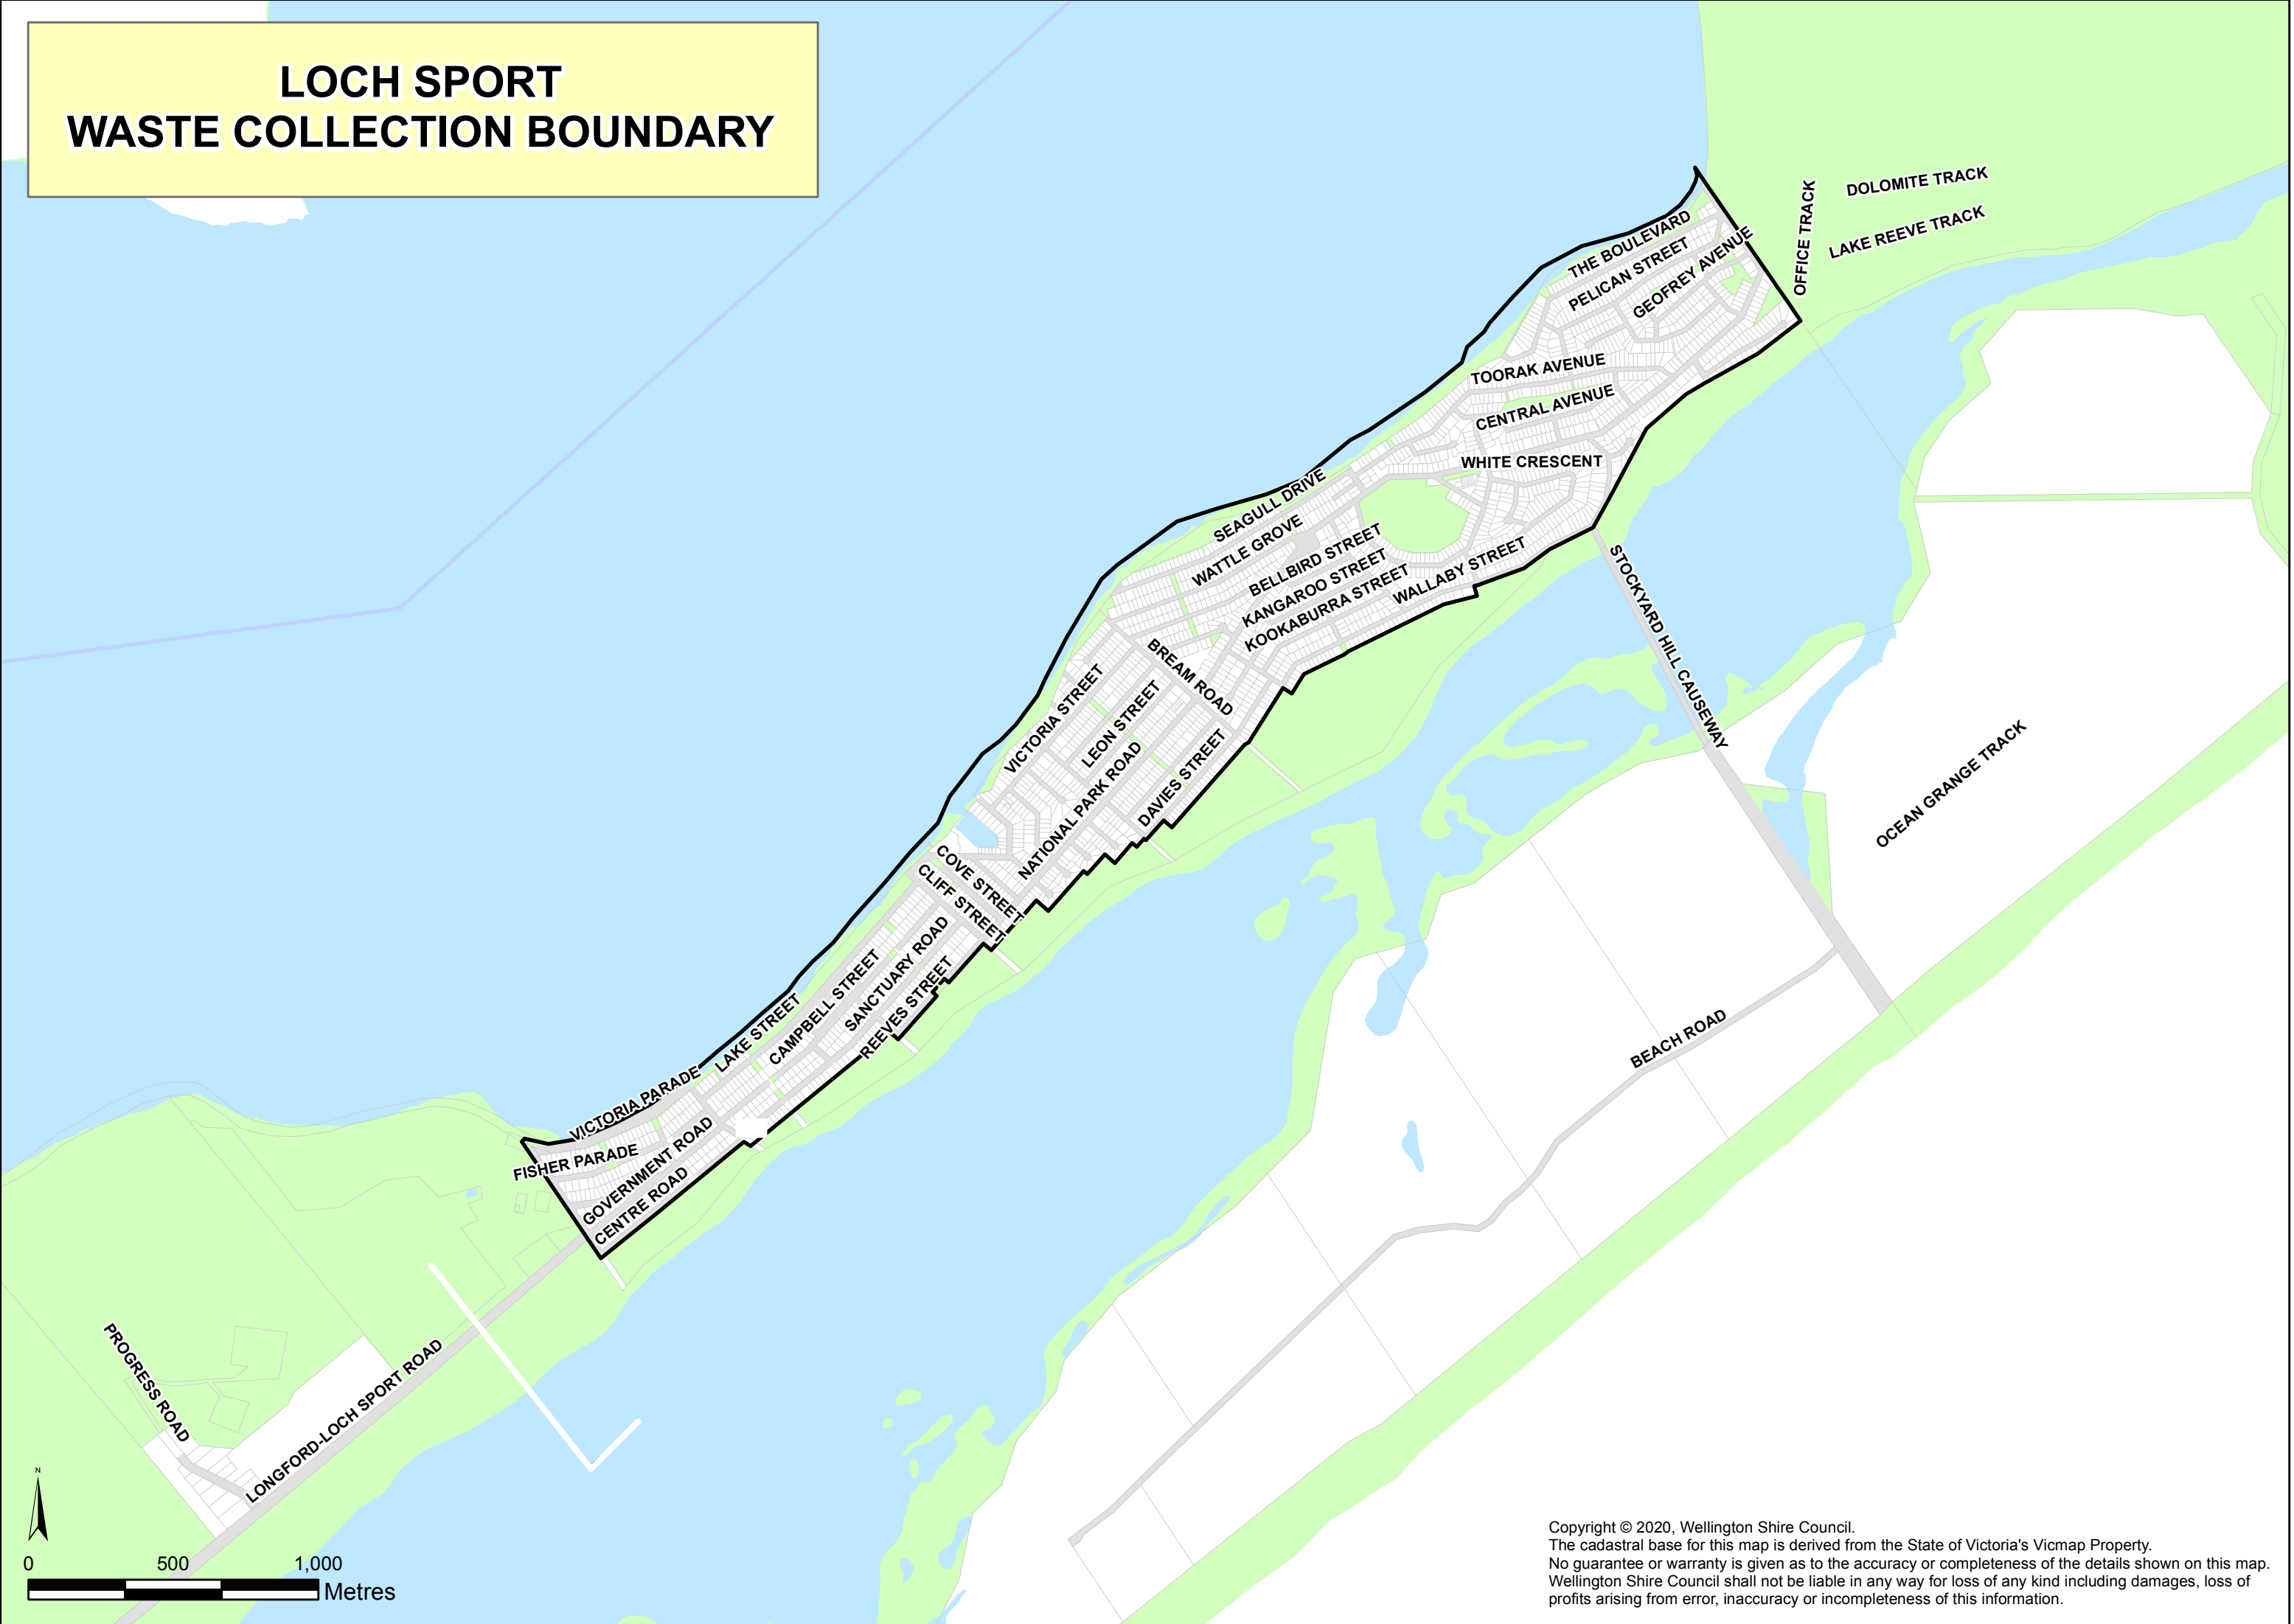 LOCH SPORT
WASTE COLLECTION BOUNDARY
DOLOMITE TRACK
OFFICE TRACK
LAKE REEVE TRACK
THE BOULEVARD
PELICAN STREET
GEOFREY AVENUE
TOORAK AVENUE
CENTRAL AVENUE
WHITE CRESCENT
SEAGULL DRIVE
WATTLE GROVE
BELLBIRD STREET
KANGAROO STREET
KOOKABURRA STREET
WALLABY STREET
STOCKYARD HILL CAUSEWAY
BREAM ROAD
VICTORIA STREET
LEON STREET
NATIONAL PARK ROAD
DAVIES STREET
OCEAN GRANGE TRACK
COVE STREET
CLIFF STREET
SANCTUARY ROAD
CAMPBELL STREET
REEVES STREET
LAKE STREET
BEACH ROAD
VICTORIA PARADE
FISHER PARADE
GOVERNMENT ROAD
CENTRE ROAD
PROGRESS ROAD
LONGFORD-LOCH SPORT ROAD
N
0 500 1,000
Metres
Copyright © 2020, Wellington Shire Council.
The cadastral base for this map is derived from the State of Victoria's Vicmap Property.
No guarantee or warranty is given as to the accuracy or completeness of the details shown on this map.
Wellington Shire Council shall not be liable in any way for loss of any kind including damages, loss of
profits arising from error, inaccuracy or incompleteness of this information.